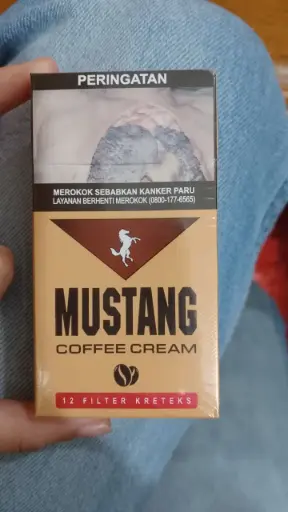 PERINGATAN
MEROKOK SEBABKAN KANKER PARU
LAYANAN BERHENTI MEROKOK (0800-177-6565)
MUSTANG
COFFEE CREAM
12 FILTER KRETEKS